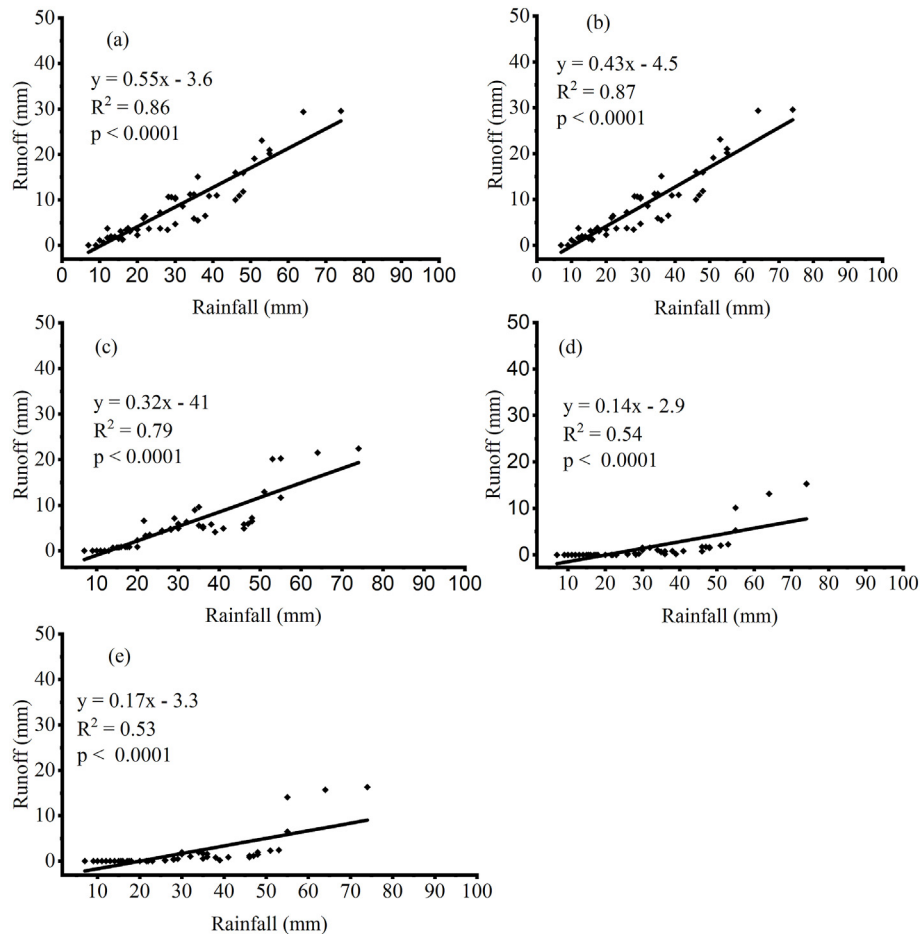 (a)
y = 0.55x - 3.6
R² = 0.86
p < 0.0001
Runoff (mm)
50
40
30
20
10
0
0 10 20 30 40 50 60 70 80 90 100
Rainfall (mm)
(b)
y = 0.43x - 4.5
R² = 0.87
p < 0.0001
Runoff (mm)
50
40
30
20
10
0
0 10 20 30 40 50 60 70 80 90 100
Rainfall (mm)
(c)
y = 0.32x - 41
R² = 0.79
p < 0.0001
Runoff (mm)
50
40
30
20
10
0
10 20 30 40 50 60 70 80 90 100
Rainfall (mm)
(d)
y = 0.14x - 2.9
R² = 0.54
p < 0.0001
Runoff (mm)
50
40
30
20
10
0
10 20 30 40 50 60 70 80 90 100
Rainfall (mm)
(e)
y = 0.17x - 3.3
R² = 0.53
p < 0.0001
Runoff (mm)
50
40
30
20
10
0
10 20 30 40 50 60 70 80 90 100
Rainfall (mm)